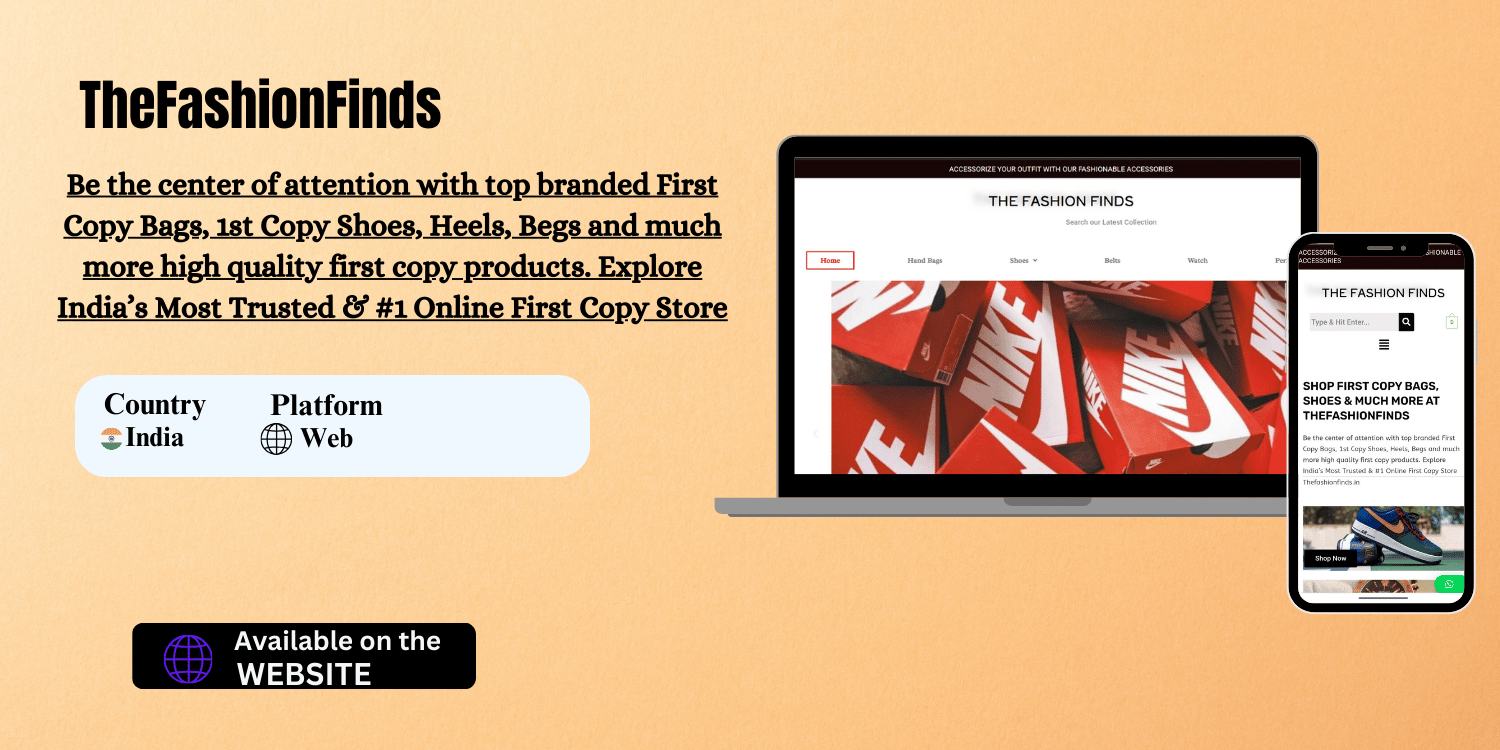 TheFashionFinds
Be the center of attention with top branded First
Copy Bags, 1st Copy Shoes, Heels, Begs and much
more high quality first copy products. Explore
India's Most Trusted & #1 Online First Copy Store
Country
India
Platform
Web
Available on the
WEBSITE
ACCESSORIZE YOUR OUTFIT WITH OUR FASHIONABLE ACCESSORIES
THE FASHION FINDS
Search our Latest Collection
Home Hand Bags Shoes Belts Watch
NIKE
NIKE
NIKE
NIKE
NIKE
ACCESSORIZ
SHIONABLE
ACCESSORIES
THE FASHION FINDS
Type & Hit Enter...
0
SHOP FIRST COPY BAGS,
SHOES & MUCH MORE AT
THEFASHIONFINDS
Be the center of attention with top branded First
Copy Bags, 1st Copy Shoes, Heels, Begs and much
more high quality first copy products. Explore
India's Most Trusted & #1 Online First Copy Store
Thefashionfinds.in
Shop Now